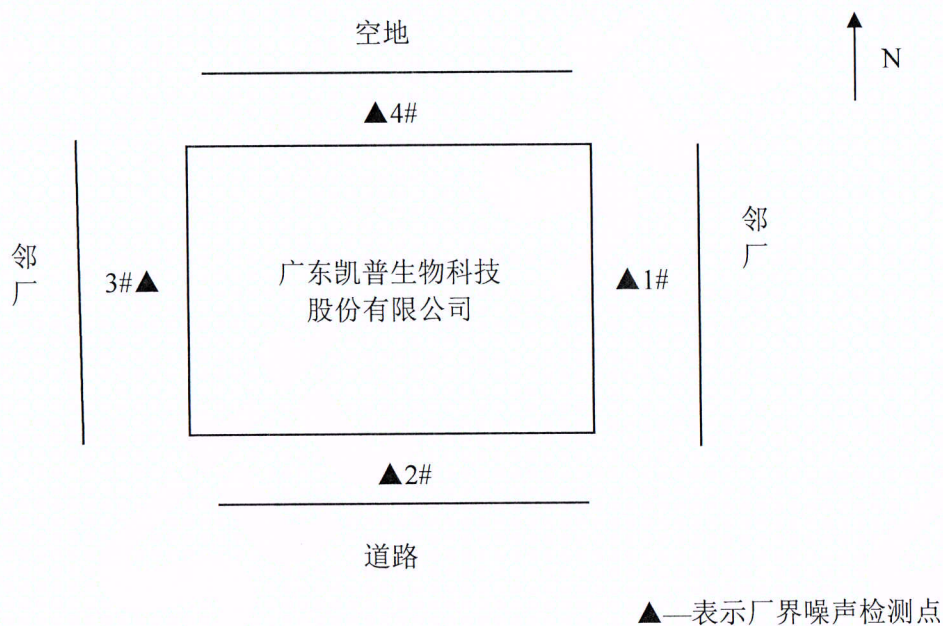 空地
N
▲4#
邻厂
3#▲
广东凯普生物科技
股份有限公司
▲1#
邻厂
▲2#
道路
▲—表示厂界噪声检测点